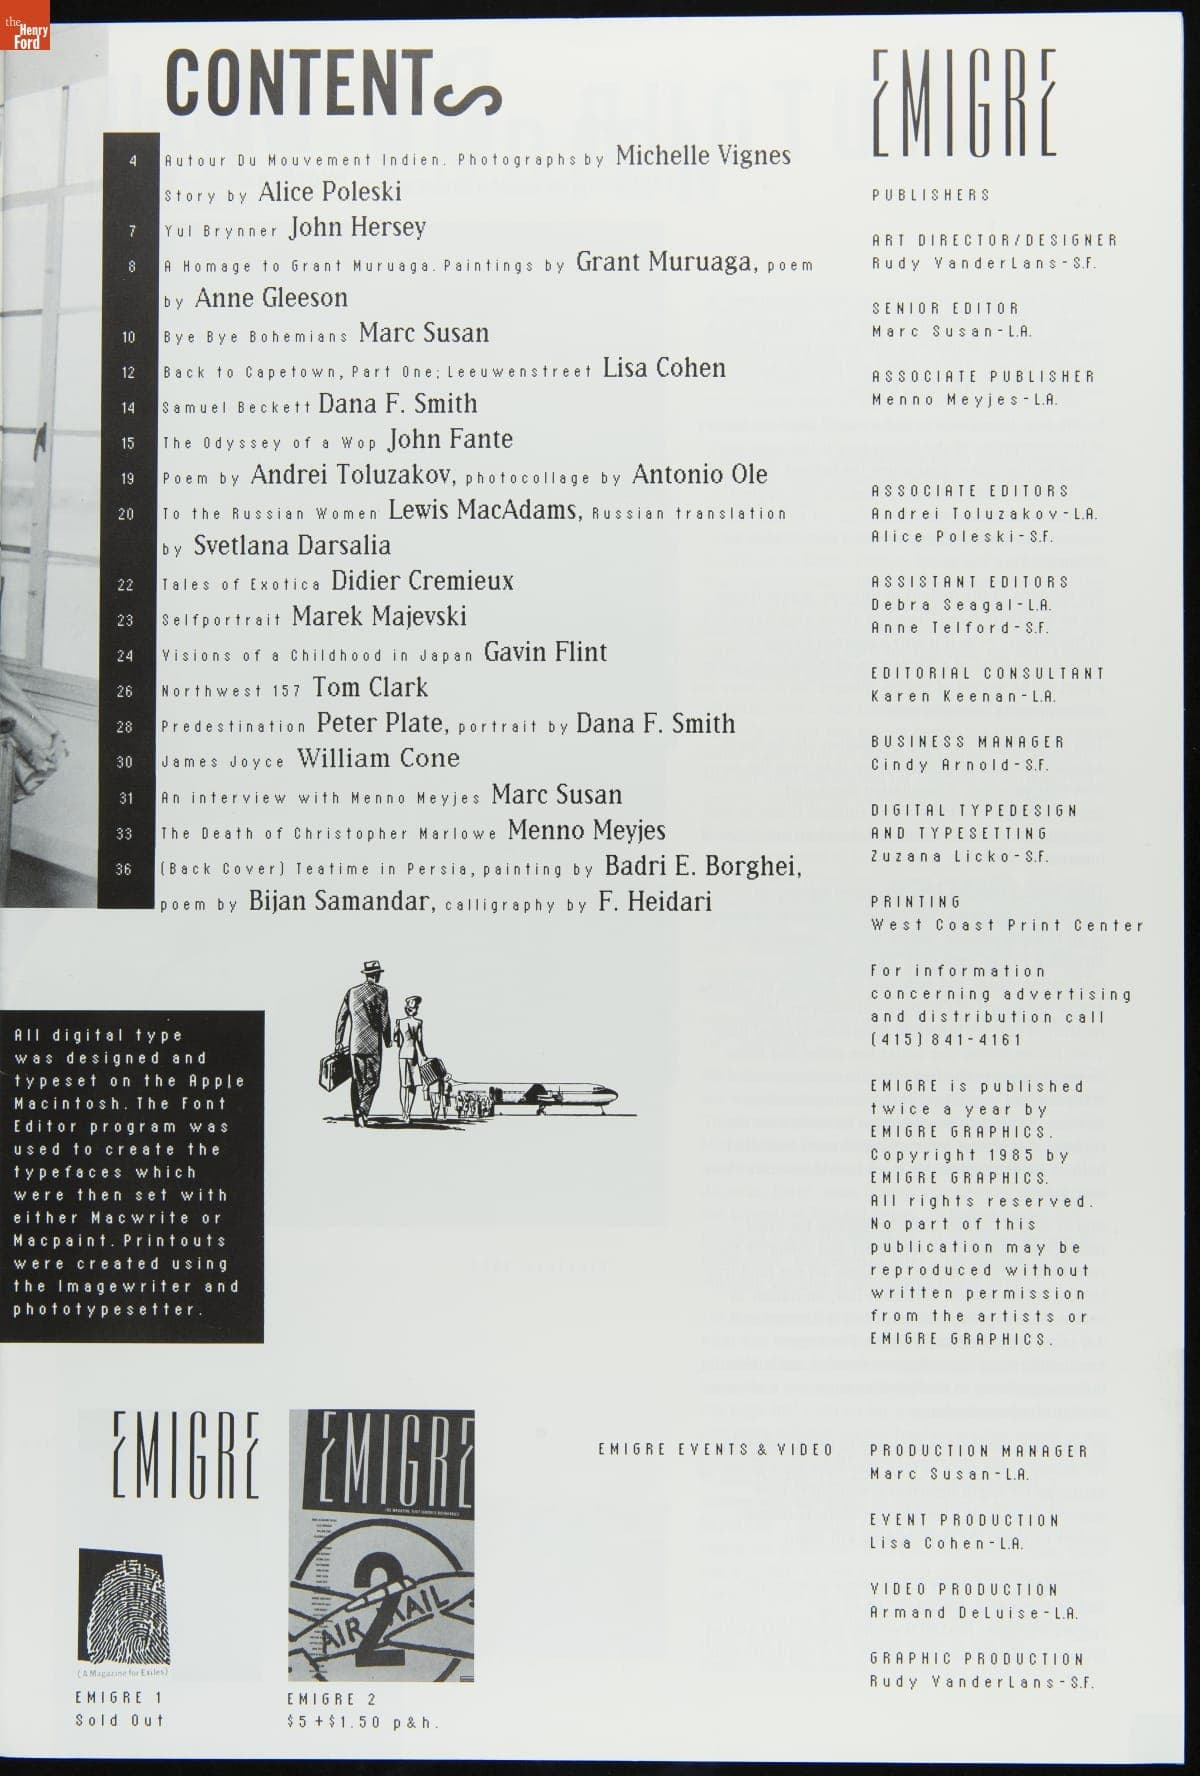 the
Henry
Ford
CONTENTS
4 Autour Du Mouvement Indien. Photographs by Michelle Vignes
Story by Alice Poleski
7 Yul Brynner John Hersey
8 A Homage to Grant Muruaga. Paintings by Grant Muruaga, poem
by Anne Gleeson
10 Bye Bye Bohemians Marc Susan
12 Back to Capetown, Part One; Leeuwenstreet Lisa Cohen
14 Samuel Beckett Dana F. Smith
15 The Odyssey of a Wop John Fante
19 Poem by Andrei Toluzakov, photocollage by Antonio Ole
20 To the Russian Women Lewis MacAdams, Russian translation
by Svetlana Darsalia
22 Tales of Exotica Didier Cremieux
23 Selfportrait Marek Majevski
24 Visions of a Childhood in Japan Gavin Flint
26 Northwest 157 Tom Clark
28 Predestination Peter Plate, portrait by Dana F. Smith
30 James Joyce William Cone
31 An interview with Menno Meyjes Marc Susan
33 The Death of Christopher Marlowe Menno Meyjes
36 (Back Cover) Teatime in Persia, painting by Badri E. Borghei,
poem by Bijan Samandar, calligraphy by F. Heidari
All digital type
was designed and
typeset on the Apple
Macintosh. The Font
Editor program was
used to create the
typefaces which
were then set with
either Macwrite or
Macpaint. Printouts
were created using
the Imagewriter and
phototypesetter.
EMIGRE
(A Magazine for Exiles)
EMIGRE 1
Sold Out
EMIGRE
2
AIR MAIL
EMIGRE 2
$5+$1.50 p&h.
EMIGRE
PUBLISHERS
ART DIRECTOR/DESIGNER
Rudy VanderLans-S.F.
SENIOR EDITOR
Marc Susan-L.A.
ASSOCIATE PUBLISHER
Menno Meyjes-L.A.
ASSOCIATE EDITORS
Andrei Toluzakov-L.A.
Alice Poleski-S.F.
ASSISTANT EDITORS
Debra Seagal-L.A.
Anne Telford-S.F.
EDITORIAL CONSULTANT
Karen Keenan-L.A.
BUSINESS MANAGER
Cindy Arnold-S.F.
DIGITAL TYPEDESIGN
AND TYPESETTING
Zuzana Licko-S.F.
PRINTING
West Coast Print Center
For information
concerning advertising
and distribution call
(415) 841-4161
EMIGRE is published
twice a year by
EMIGRE GRAPHICS.
Copyright 1985 by
EMIGRE GRAPHICS.
All rights reserved.
No part of this
publication may be
reproduced without
written permission
from the artists or
EMIGRE GRAPHICS.
EMIGRE EVENTS & VIDEO
PRODUCTION MANAGER
Marc Susan-L.A.
EVENT PRODUCTION
Lisa Cohen-L.A.
VIDEO PRODUCTION
Armand DeLuise-L.A.
GRAPHIC PRODUCTION
Rudy VanderLans-S.F.